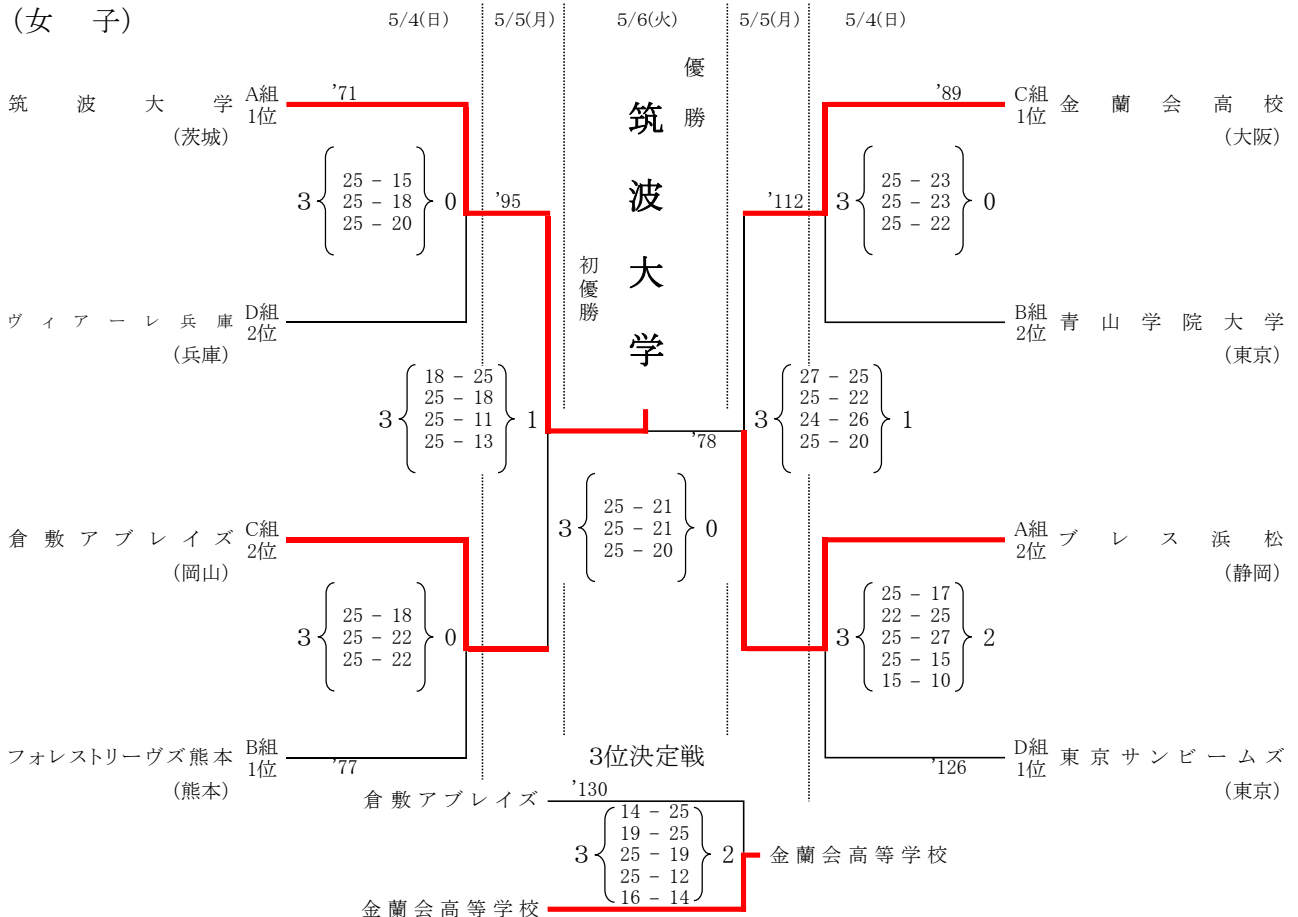 (女 子)
5/4(日) 5/5(月) 5/6(火) 5/5(月) 5/4(日)
優勝
筑波大学
初優勝
筑波大学 A組 1位
(茨城)
'71
3 25 - 15 0
25 - 18
25 - 20
ヴィアーレ兵庫 D組 2位
(兵庫)
'95
3 18 - 25 1
25 - 18
25 - 11
25 - 13
倉敷アブレイズ C組 2位
(岡山)
3 25 - 18 0
25 - 22
25 - 22
フォレストリーヴズ熊本 B組 1位
(熊本)
'77
'78
3 25 - 21 0
25 - 21
25 - 20
'89
C組 1位 金蘭会高校
(大阪)
3 25 - 23 0
25 - 23
25 - 22
B組 2位 青山学院大学
(東京)
'112
3 27 - 25 1
25 - 22
24 - 26
25 - 20
A組 2位 ブレス浜松
(静岡)
3 25 - 17 2
22 - 25
25 - 27
25 - 15
15 - 10
D組 1位 東京サンビームズ
(東京)
'126
3位決定戦
倉敷アブレイズ
'130
3 14 - 25 2
19 - 25
25 - 19
25 - 12
16 - 14
金蘭会高等学校
金蘭会高等学校